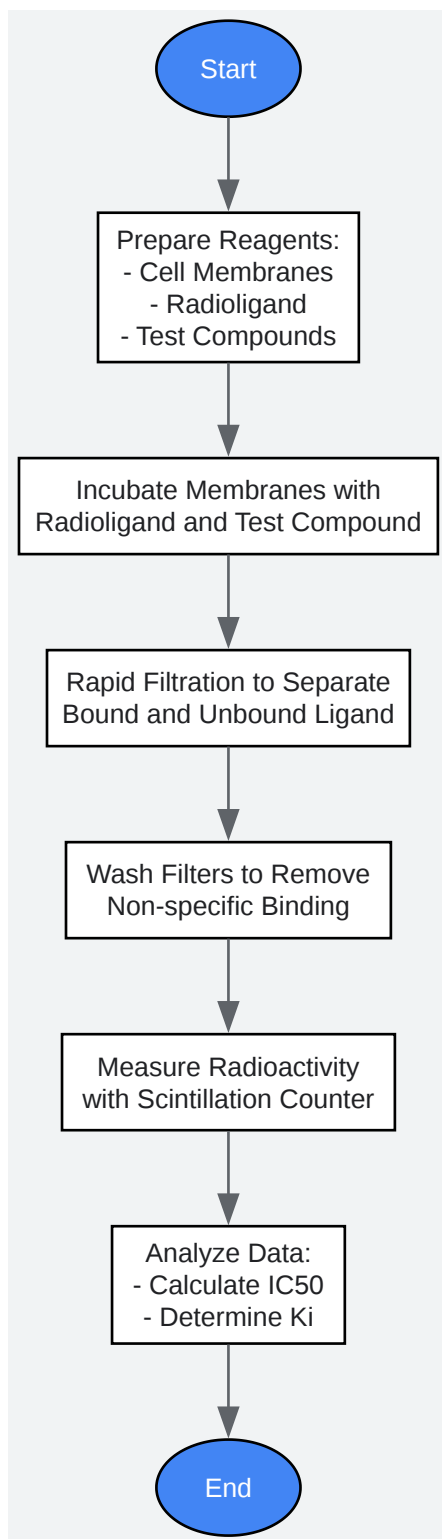 Start
Prepare Reagents:
- Cell Membranes
- Radioligand
- Test Compounds
Incubate Membranes with
Radioligand and Test Compound
Rapid Filtration to Separate
Bound and Unbound Ligand
Wash Filters to Remove
Non-specific Binding
Measure Radioactivity
with Scintillation Counter
Analyze Data:
- Calculate IC50
- Determine Ki
End